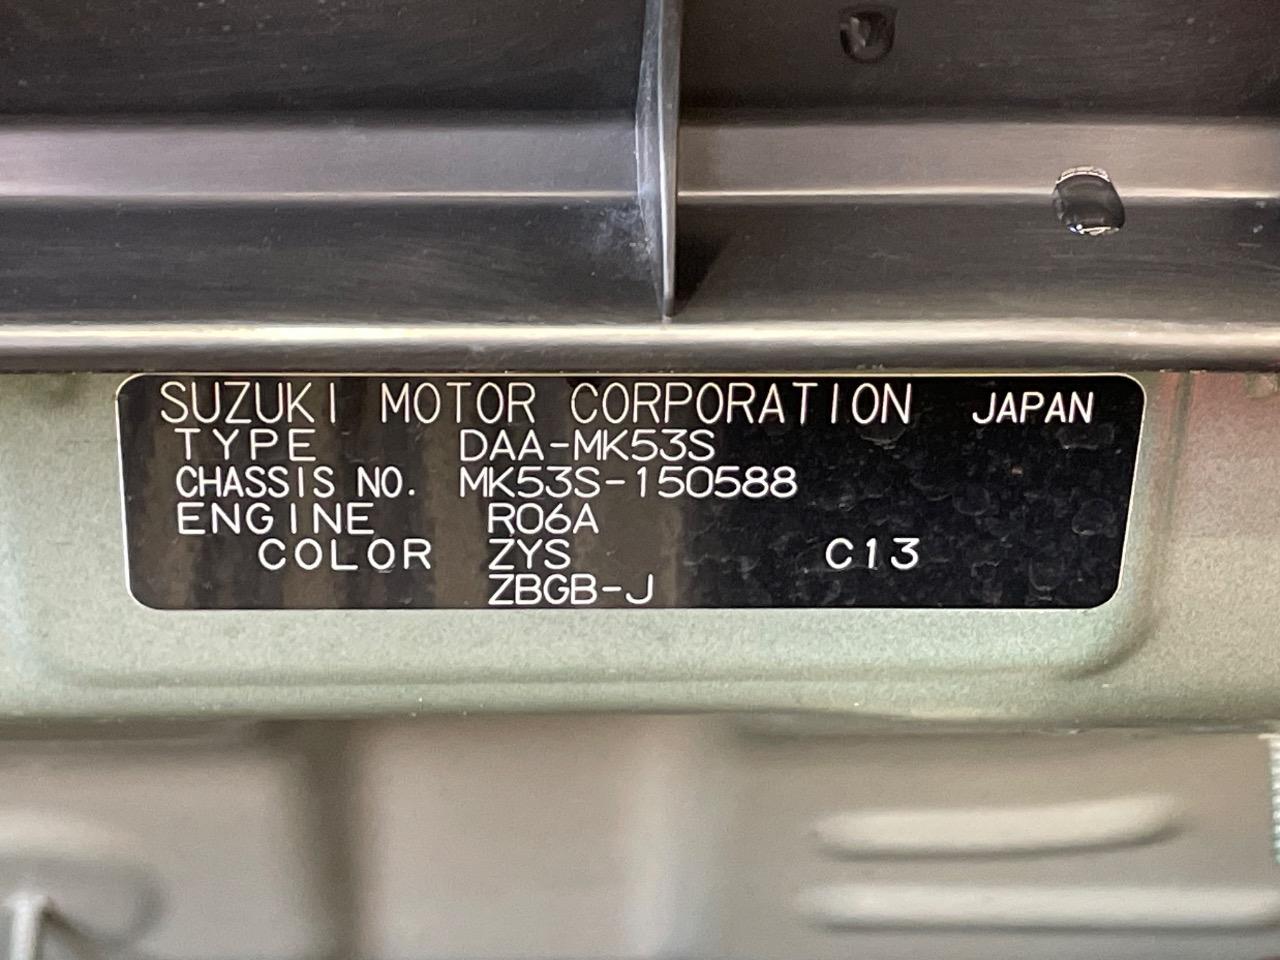 SUZUKI MOTOR CORPORATION JAPAN
TYPE DAA-MK53S
CHASSIS NO. MK53S-150588
ENGINE R06A
COLOR ZYS C13
ZBGB-J